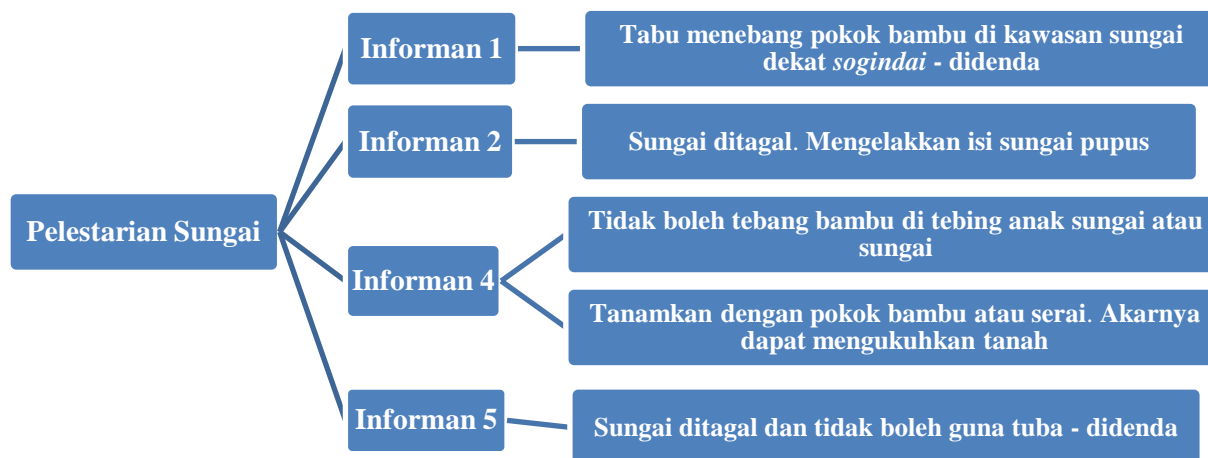 Pelestarian Sungai
Informan 1
Tabu menebang pokok bambu di kawasan sungai
dekat sogindai - didenda
Informan 2
Sungai ditagal. Mengelakkan isi sungai pupus
Informan 4
Tidak boleh tebang bambu di tebing anak sungai atau
sungai
Tanamkan dengan pokok bambu atau serai. Akarnya
dapat mengukuhkan tanah
Informan 5
Sungai ditagal dan tidak boleh guna tuba - didenda